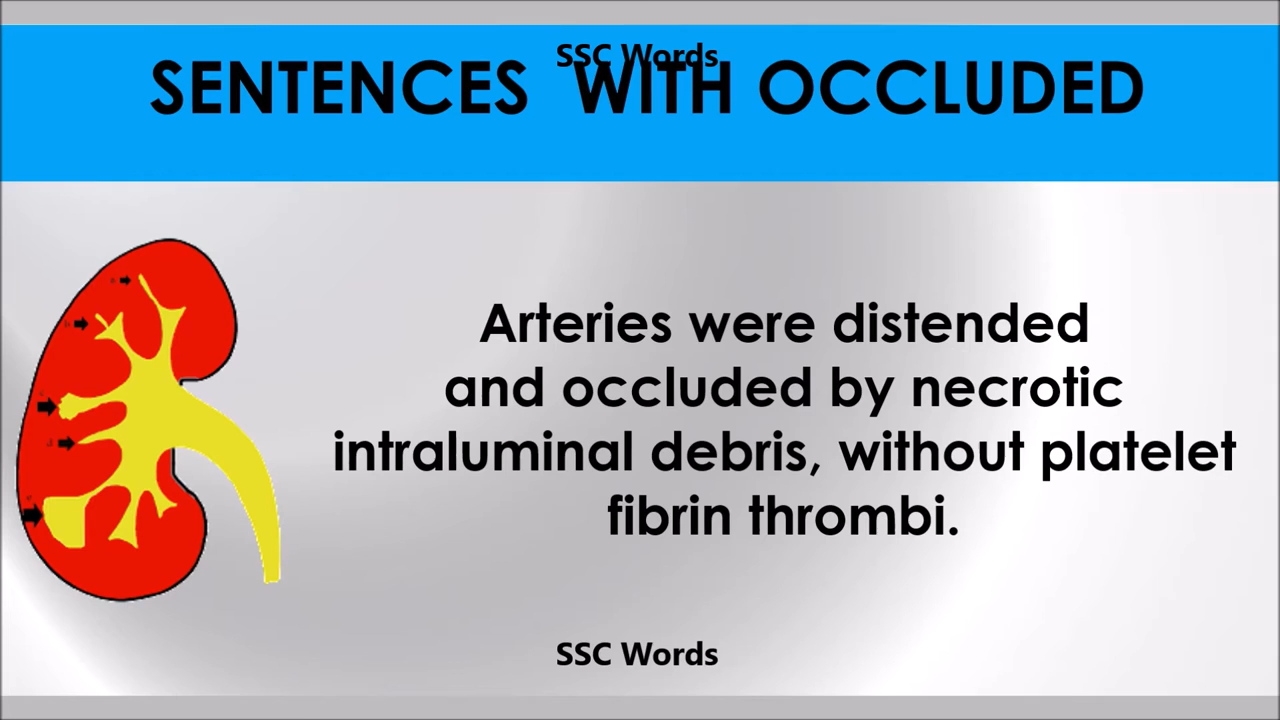 SSC Words
SENTENCES WITH OCCLUDED
Arteries were distended
and occluded by necrotic
intraluminal debris, without platelet
fibrin thrombi.
SSC Words